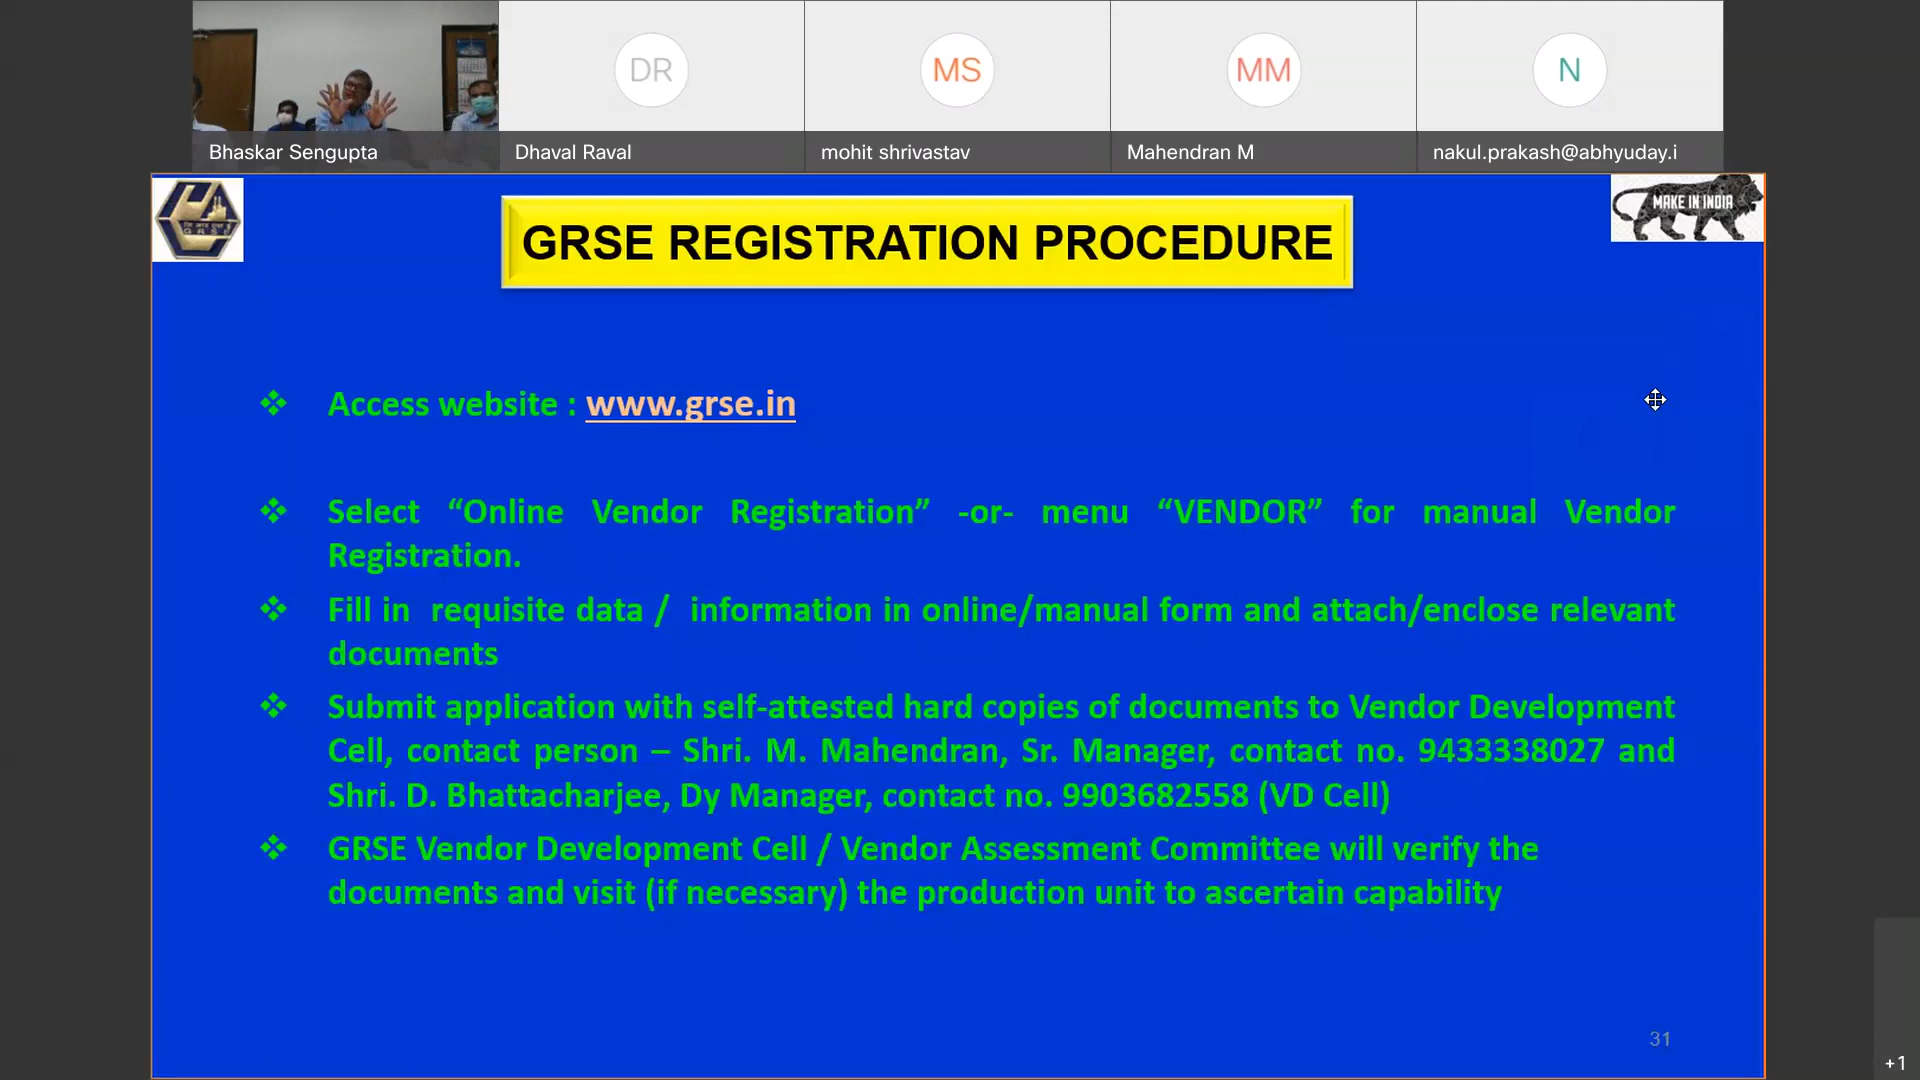 DR
MS
MM
N
Bhaskar Sengupta
Dhaval Raval
mohit shrivastav
Mahendran M
nakul.prakash@abhyuday.i
GRSE
MAKE IN INDIA
GRSE REGISTRATION PROCEDURE
❖ Access website : www.grse.in
❖ Select “Online Vendor Registration” -or- menu “VENDOR” for manual Vendor
Registration.
❖ Fill in requisite data / information in online/manual form and attach/enclose relevant
documents
❖ Submit application with self-attested hard copies of documents to Vendor Development
Cell, contact person – Shri. M. Mahendran, Sr. Manager, contact no. 9433338027 and
Shri. D. Bhattacharjee, Dy Manager, contact no. 9903682558 (VD Cell)
❖ GRSE Vendor Development Cell / Vendor Assessment Committee will verify the
documents and visit (if necessary) the production unit to ascertain capability
31
+1